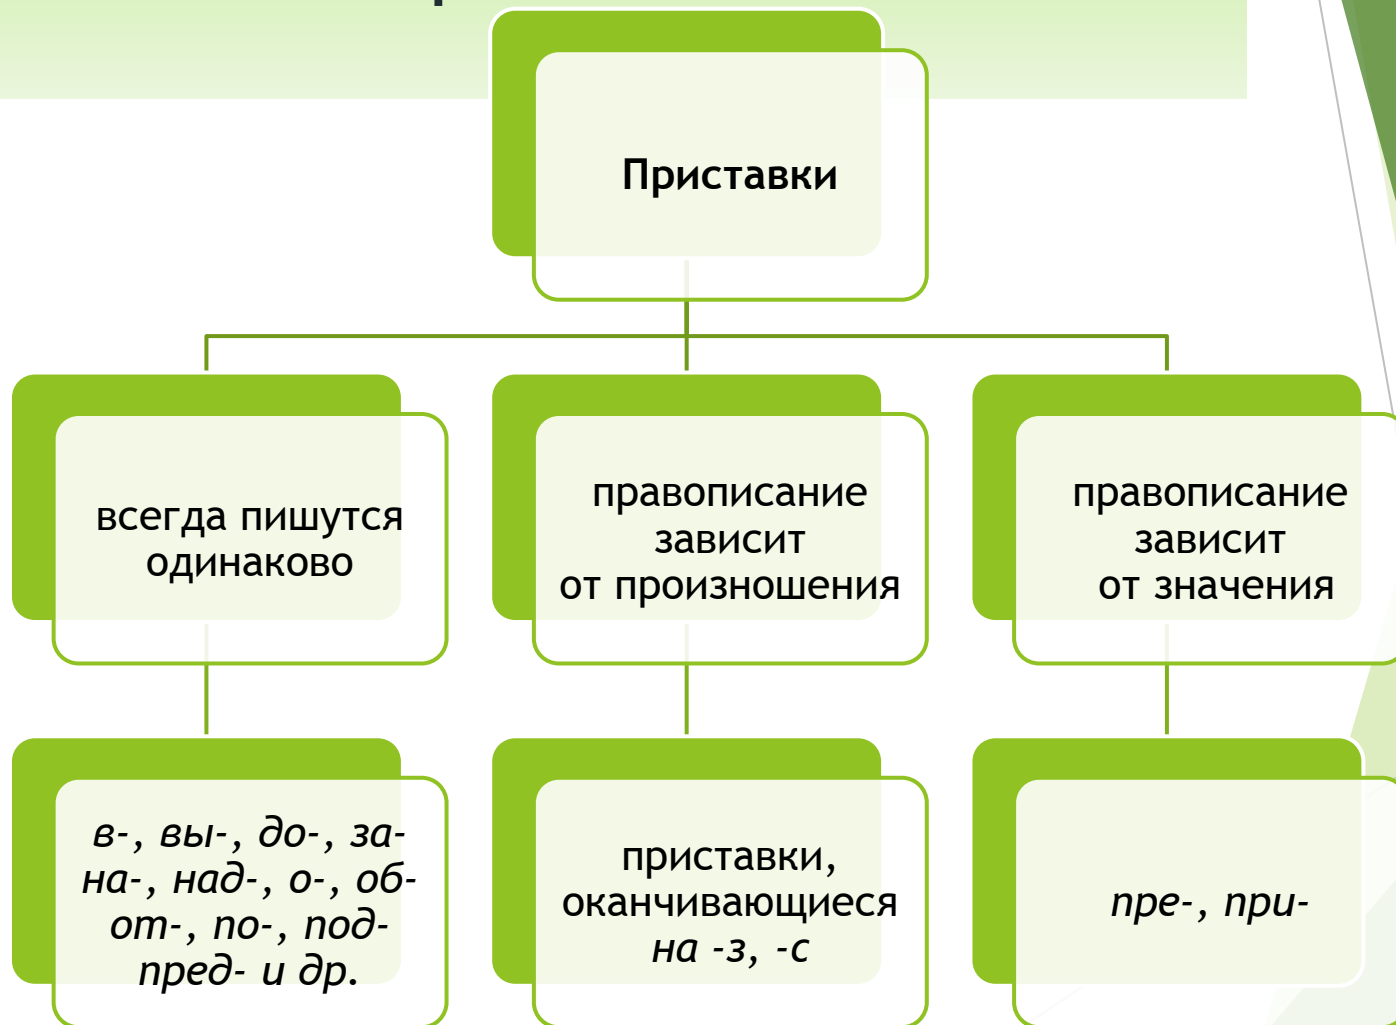 Приставки
всегда пишутся
одинаково
правописание
зависит
от произношения
правописание
зависит
от значения
в-, вы-, до-, за-
на-, над-, о-, об-
от-, по-, под-
пред- и др.
приставки,
оканчивающиеся
на -з, -с
пре-, при-